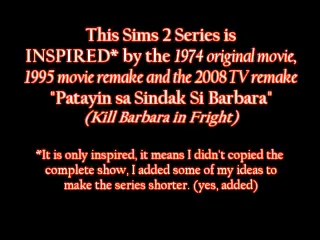 This Sims 2 Series is
INSPIRED* by the 1974 original movie,
1995 movie remake and the 2008 TV remake
"Patayin sa Sindak Si Barbara"
(Kill Barbara in Fright)
*It is only inspired, it means I didn't copied the
complete show, I added some of my ideas to
make the series shorter. (yes, added)